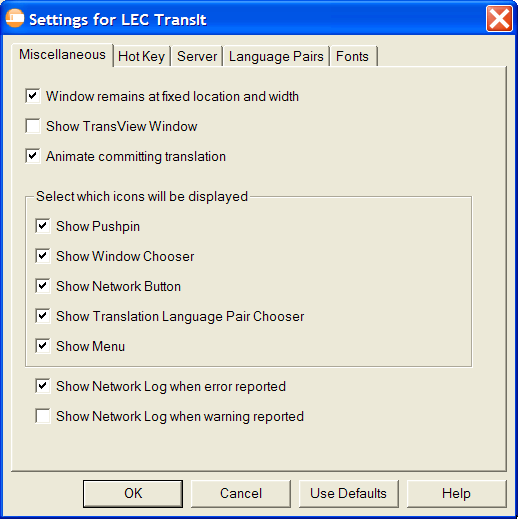 Settings for LEC TransIt
Miscellaneous Hot Key Server Language Pairs Fonts
Window remains at fixed location and width
Show TransView Window
Animate committing translation
Select which icons will be displayed
Show Pushpin
Show Window Chooser
Show Network Button
Show Translation Language Pair Chooser
Show Menu
Show Network Log when error reported
Show Network Log when warning reported
OK Cancel Use Defaults Help